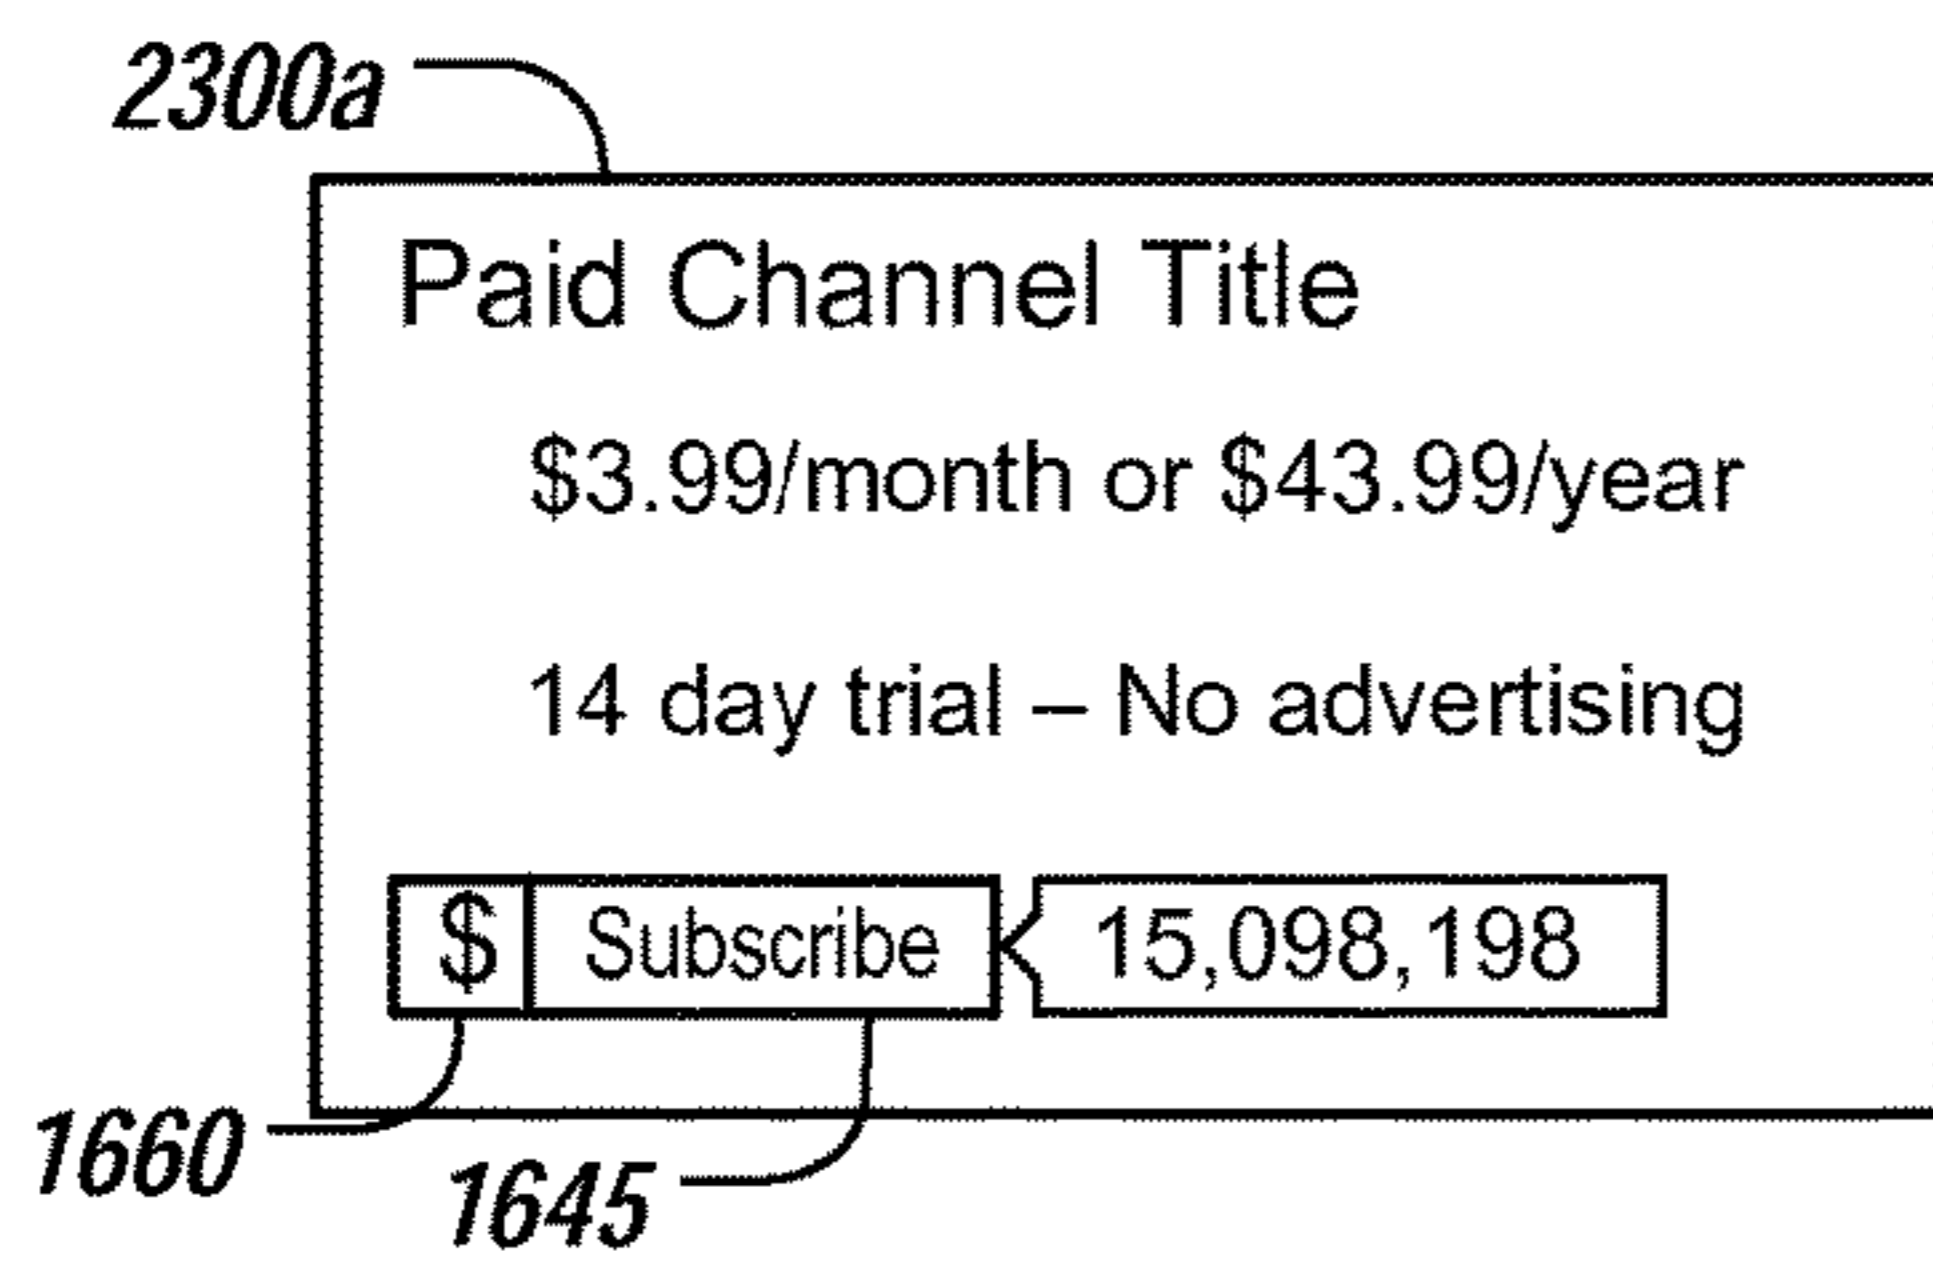 2300a
Paid Channel Title
$3.99/month or $43.99/year
14 day trial – No advertising
$ Subscribe 15,098,198
1660
1645